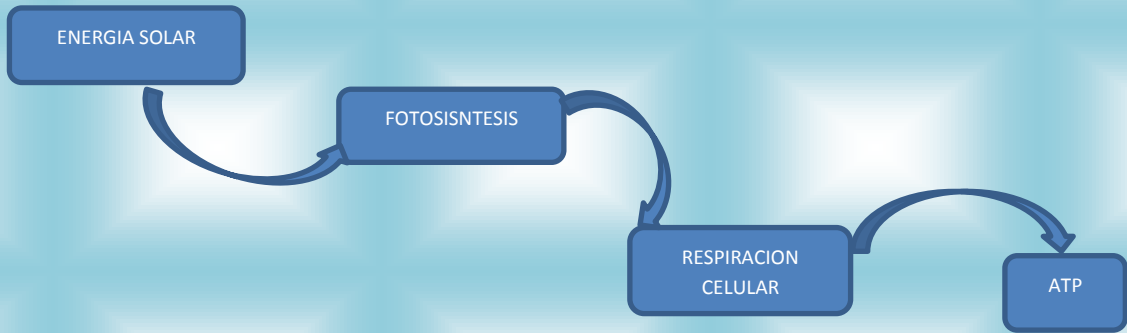 ENERGIA SOLAR
FOTOSISNTESIS
RESPIRACION
CELULAR
ATP